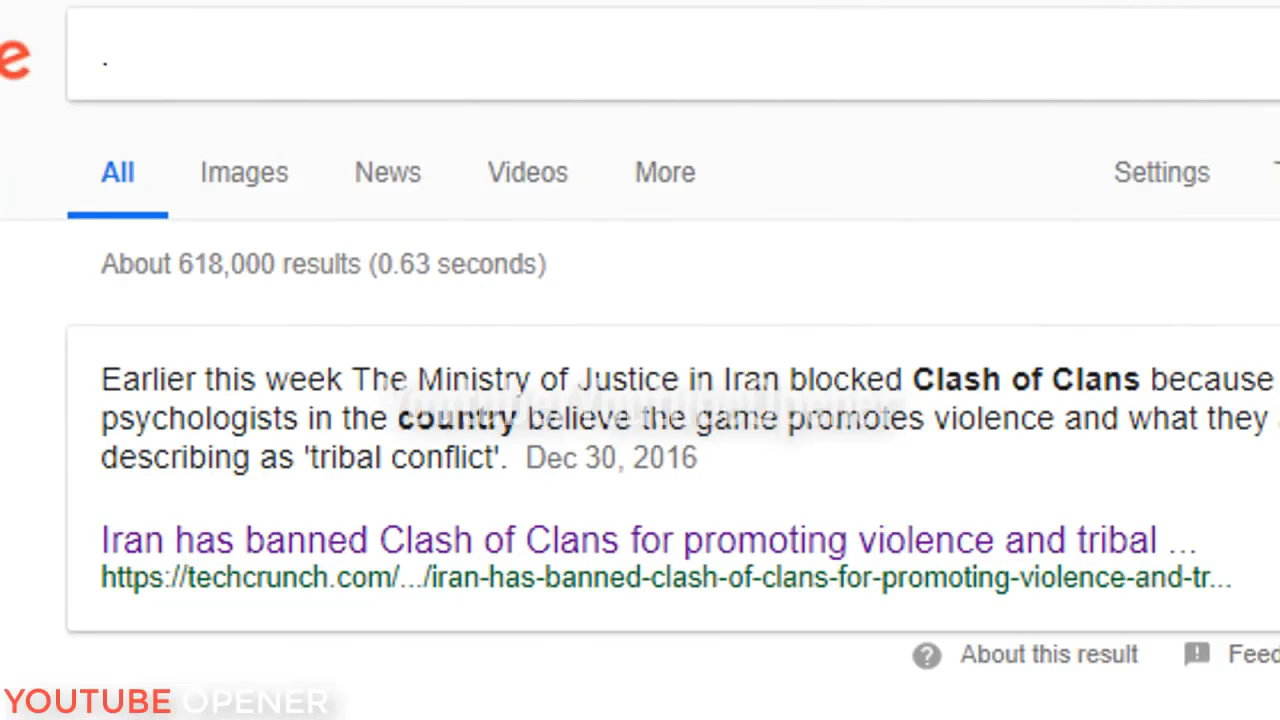 e
.
All Images News Videos More Settings
About 618,000 results (0.63 seconds)
Earlier this week The Ministry of Justice in Iran blocked Clash of Clans because
psychologists in the country believe the game promotes violence and what they
describing as 'tribal conflict'. Dec 30, 2016
Iran has banned Clash of Clans for promoting violence and tribal ...
https://techcrunch.com/.../iran-has-banned-clash-of-clans-for-promoting-violence-and-tr...
About this result Feed
YOUTUBE OPENER